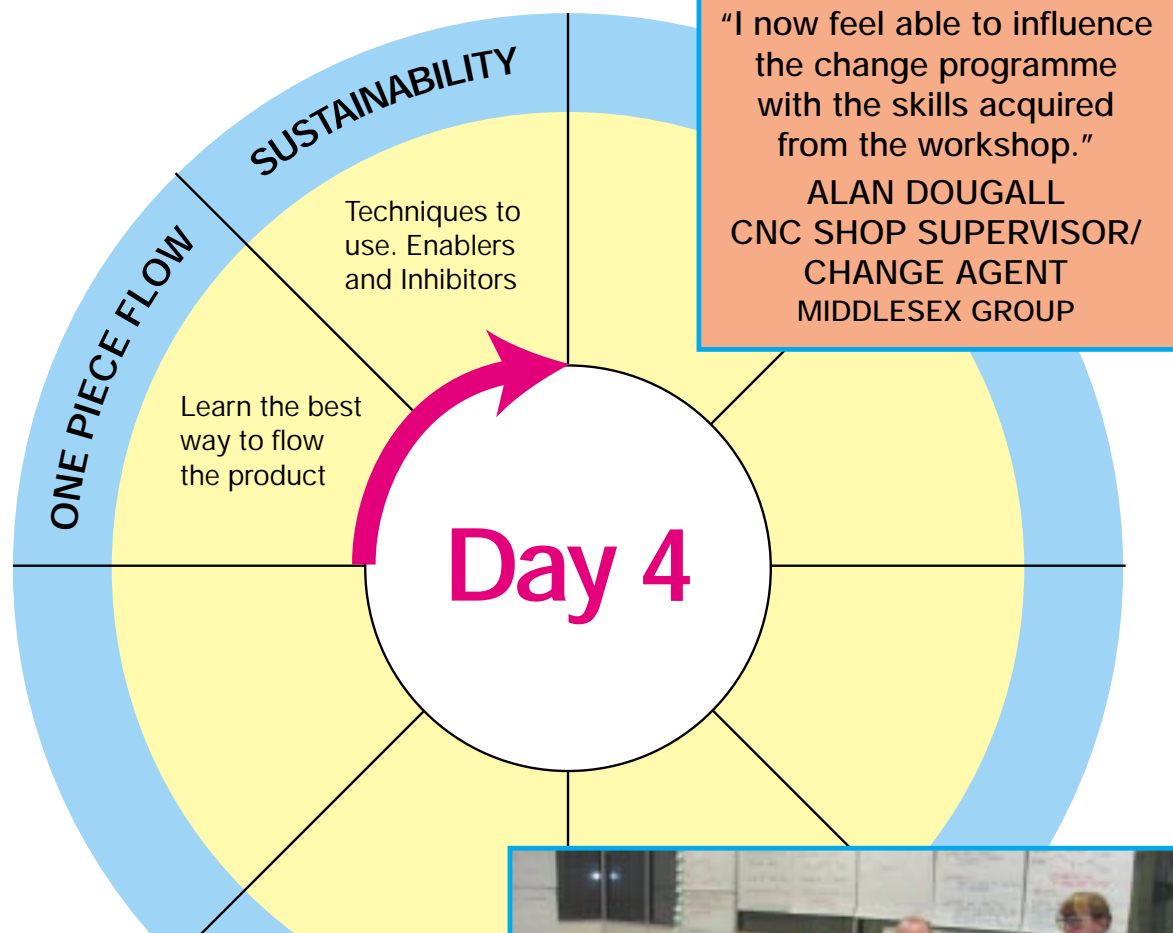 SUSTAINABILITY
Techniques to
use. Enablers
and Inhibitors
ONE PIECE FLOW
Learn the best
way to flow
the product
Day 4
“I now feel able to influence
the change programme
with the skills acquired
from the workshop.”
ALAN DOUGALL
CNC SHOP SUPERVISOR/
CHANGE AGENT
MIDDLESEX GROUP